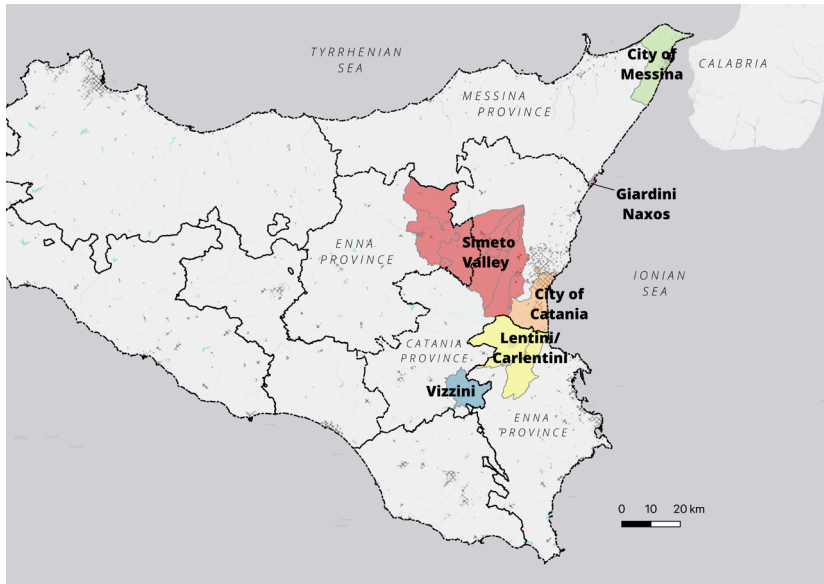 TYRRHENIAN
SEA
City of
Messina
CALABRIA
MESSINA
PROVINCE
Giardini
Naxos
ENNA
PROVINCE
Simeto
Valley
IONIAN
SEA
City of
Catania
CATANIA
PROVINCE
Lentini/
Carlentini
Vizzini
ENNA
PROVINCE
0 10 20 km